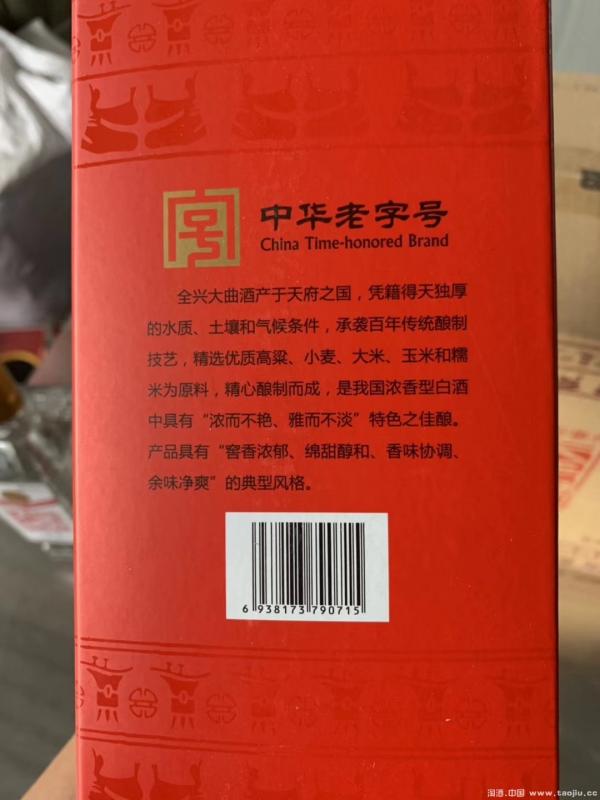 中华老字号
China Time-honored Brand
全兴大曲酒产于天府之国，凭籍得天独厚
的水质、土壤和气候条件，承袭百年传统酿制
技艺，精选优质高粱、小麦、大米、玉米和糯
米为原料，精心酿制而成，是我国浓香型白酒
中具有“浓而不艳、雅而不淡”特色之佳酿。
产品具有“窖香浓郁、绵甜醇和、香味协调、
余味净爽”的典型风格。
6 938173 790715
淘酒.中国 www.taojiu.cc